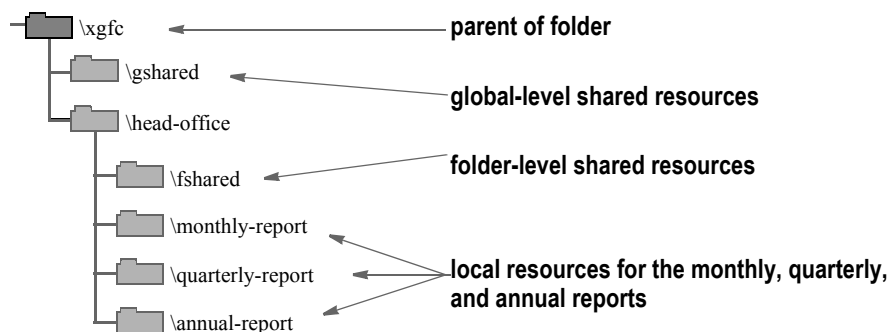 \xgfc
parent of folder
\gshared
global-level shared resources
\head-office
folder-level shared resources
\fshared
\monthly-report
\quarterly-report
local resources for the monthly, quarterly,
and annual reports
\annual-report